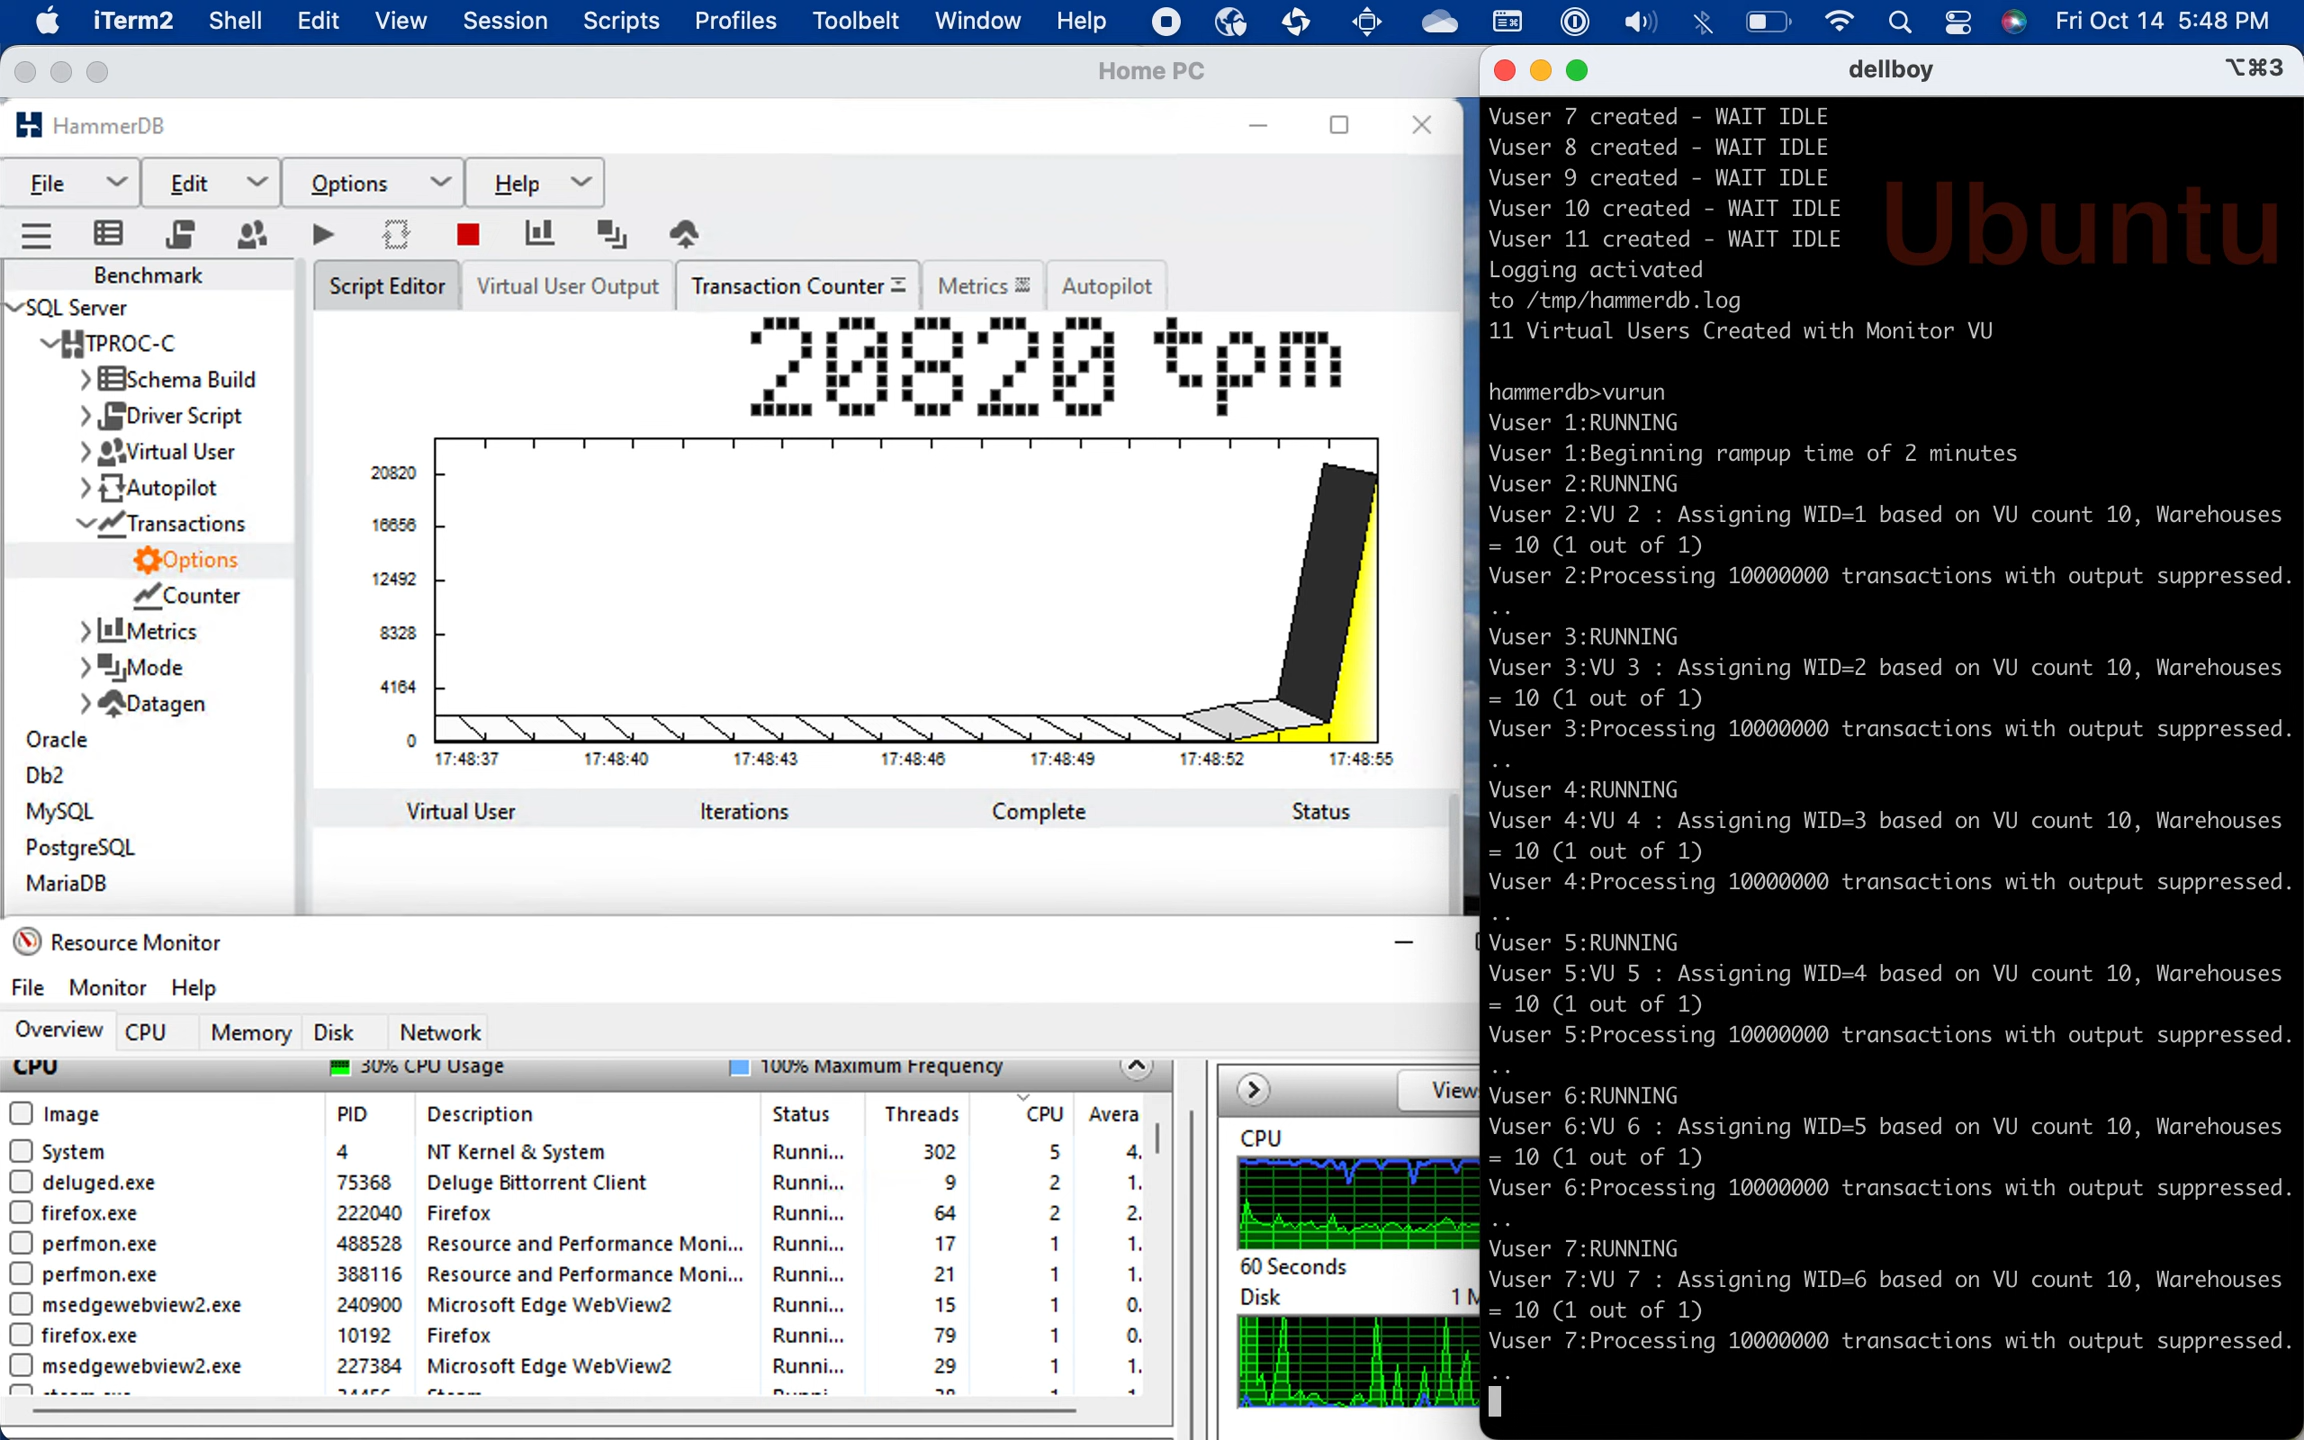 iTerm2 Shell Edit View Session Scripts Profiles Toolbelt Window Help Fri Oct 14 5:48 PM
Home PC
HammerDB
File Edit Options Help
Benchmark
SQL Server
TPROC-C
Schema Build
Driver Script
Virtual User
Autopilot
Transactions
Options
Counter
Metrics
Mode
Datagen
Oracle
Db2
MySQL
PostgreSQL
MariaDB
Script Editor Virtual User Output Transaction Counter Metrics Autopilot
20820 tpm
20820
16656
12492
8328
4164
0
17:48:37 17:48:40 17:48:43 17:48:46 17:48:49 17:48:52 17:48:55
Virtual User Iterations Complete Status
Resource Monitor
File Monitor Help
Overview CPU Memory Disk Network
CPU 30% CPU Usage 100% Maximum Frequency
Image PID Description Status Threads CPU Avera
System 4 NT Kernel & System Runni... 302 5 4.
deluged.exe 75368 Deluge Bittorrent Client Runni... 9 2 1.
firefox.exe 222040 Firefox Runni... 64 2 2.
perfmon.exe 488528 Resource and Performance Moni... Runni... 17 1 1.
perfmon.exe 388116 Resource and Performance Moni... Runni... 21 1 1.
msedgewebview2.exe 240900 Microsoft Edge WebView2 Runni... 15 1 0.
firefox.exe 10192 Firefox Runni... 79 1 0.
msedgewebview2.exe 227384 Microsoft Edge WebView2 Runni... 29 1 1.
Views
CPU
60 Seconds
Disk 1 M
dellboy ⌥⌘3
Ubuntu
Vuser 7 created - WAIT IDLE
Vuser 8 created - WAIT IDLE
Vuser 9 created - WAIT IDLE
Vuser 10 created - WAIT IDLE
Vuser 11 created - WAIT IDLE
Logging activated
to /tmp/hammerdb.log
11 Virtual Users Created with Monitor VU
hammerdb>vurun
Vuser 1:RUNNING
Vuser 1:Beginning rampup time of 2 minutes
Vuser 2:RUNNING
Vuser 2:VU 2 : Assigning WID=1 based on VU count 10, Warehouses
= 10 (1 out of 1)
Vuser 2:Processing 10000000 transactions with output suppressed.
..
Vuser 3:RUNNING
Vuser 3:VU 3 : Assigning WID=2 based on VU count 10, Warehouses
= 10 (1 out of 1)
Vuser 3:Processing 10000000 transactions with output suppressed.
..
Vuser 4:RUNNING
Vuser 4:VU 4 : Assigning WID=3 based on VU count 10, Warehouses
= 10 (1 out of 1)
Vuser 4:Processing 10000000 transactions with output suppressed.
..
Vuser 5:RUNNING
Vuser 5:VU 5 : Assigning WID=4 based on VU count 10, Warehouses
= 10 (1 out of 1)
Vuser 5:Processing 10000000 transactions with output suppressed.
..
Vuser 6:RUNNING
Vuser 6:VU 6 : Assigning WID=5 based on VU count 10, Warehouses
= 10 (1 out of 1)
Vuser 6:Processing 10000000 transactions with output suppressed.
..
Vuser 7:RUNNING
Vuser 7:VU 7 : Assigning WID=6 based on VU count 10, Warehouses
= 10 (1 out of 1)
Vuser 7:Processing 10000000 transactions with output suppressed.
..